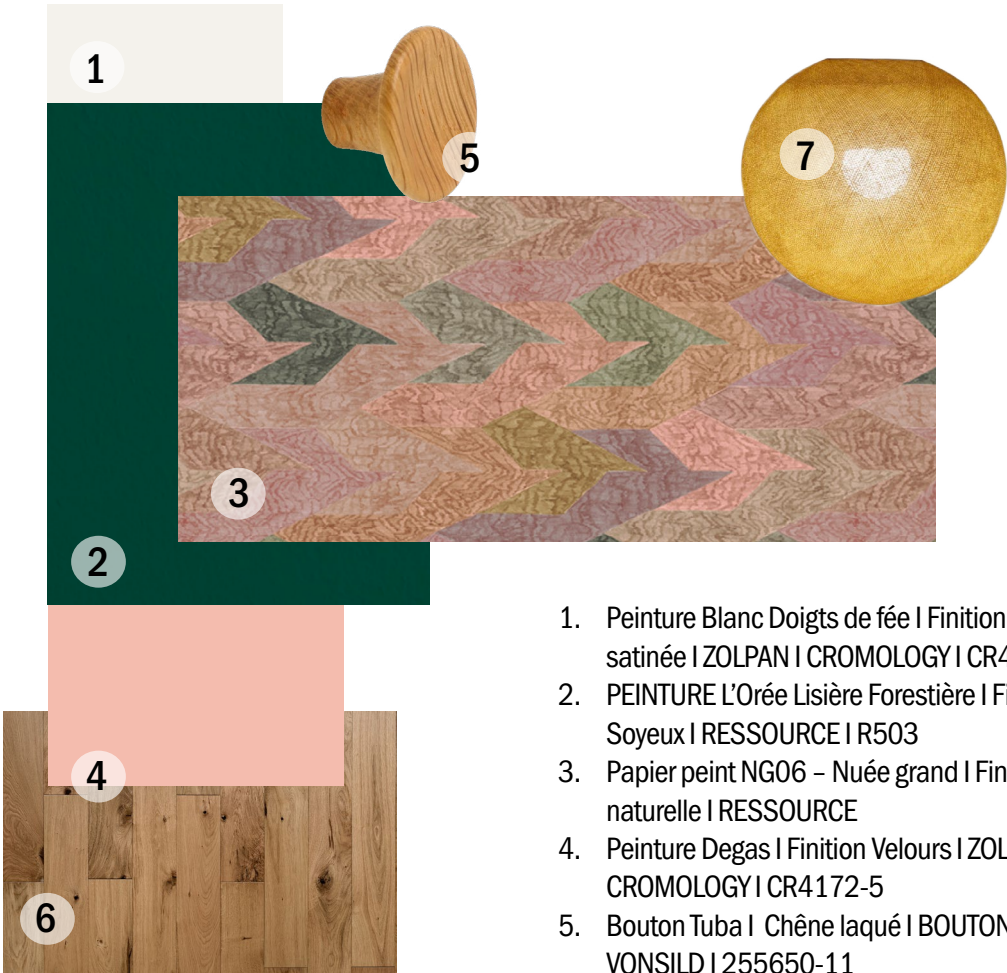 1
5
7
3
2
4
6
1. Peinture Blanc Doigts de fée I Finition
satinée I ZOLPAN I CROMOLOGY I
2. PEINTURE L'Orée Lisière Forestière I
Soyeux I RESSOURCE I R503
3. Papier peint NG06 – Nuée grand I
naturelle I RESSOURCE
4. Peinture Degas I Finition Velours I
CROMOLOGY I CR4172-5
5. Bouton Tuba I Chêne laqué I
VONSILD I 255650-11